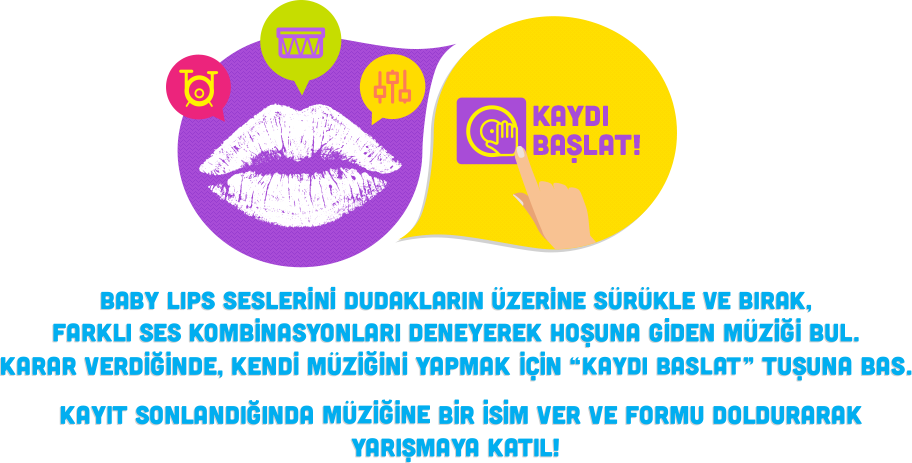 KAYDI
BAŞLAT!
BABY LIPS SESLERİNİ DUDAKLARIN ÜZERİNE SÜRÜKLE VE BIRAK,
FARKLI SES KOMBİNASYONLARI DENEYEREK HOŞUNA GİDEN MÜZİĞİ BUL.
KARAR VERDİĞİNDE, KENDİ MÜZİĞİNİ YAPMAK İÇİN “KAYDI BASLAT” TUŞUNA BAS.
KAYIT SONLANDIĞINDA MÜZİĞİNE BİR İSİM VER VE FORMU DOLDURARAK
YARIŞMAYA KATIL!